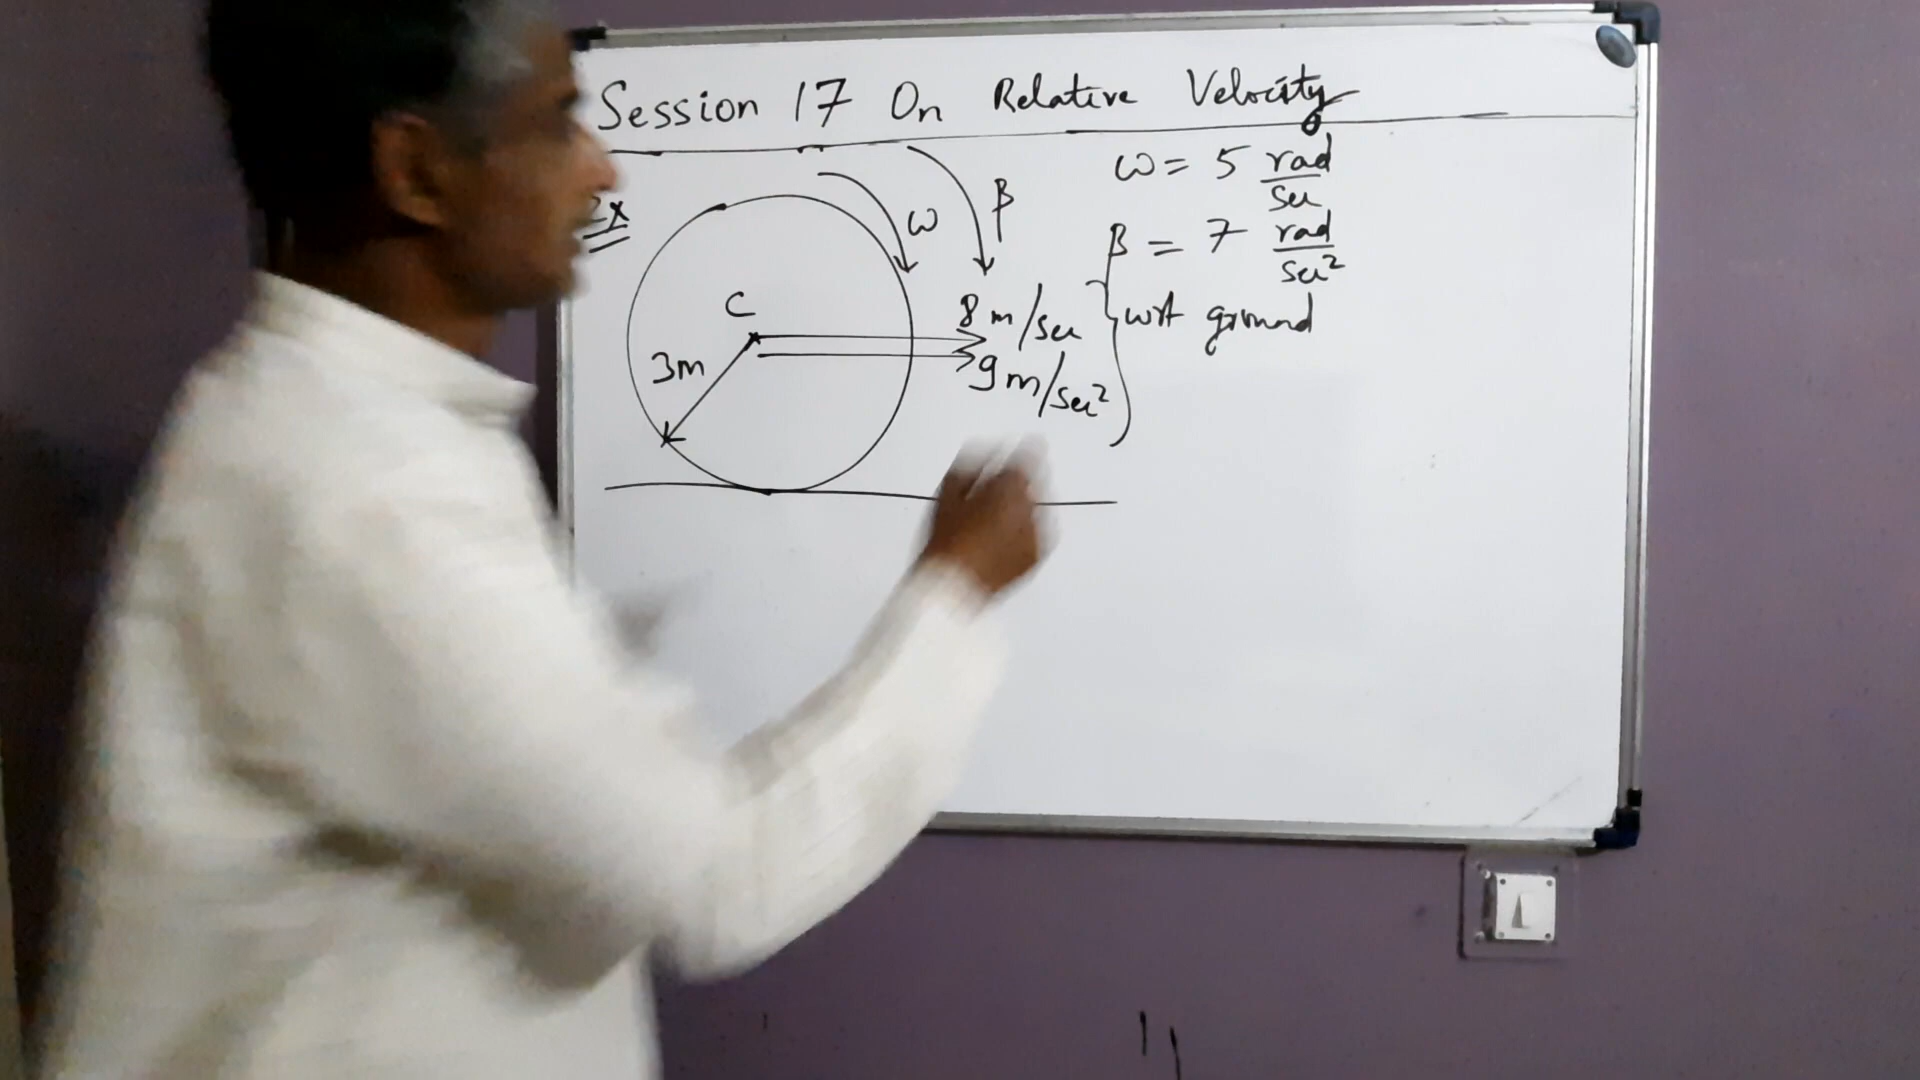 Session 17 On Relative Velocity
ω = 5 rad/sec
β = 7 rad/sec²
wrt ground
ω
β
C
3m
8 m/sec
9 m/sec²